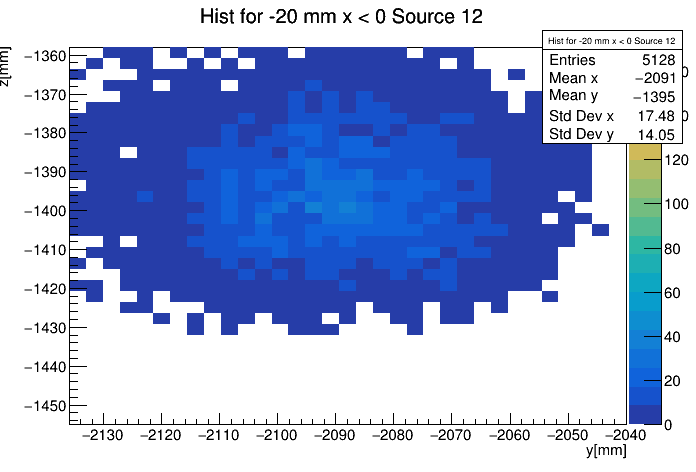 Hist for -20 mm x < 0 Source 12
z[mm]
Hist for -20 mm x < 0 Source 12
Entries 5128
Mean x −2091
Mean y −1395
Std Dev x 17.48
Std Dev y 14.05
−1360
−1370
−1380
−1390
−1400
−1410
−1420
−1430
−1440
−1450
120
100
80
60
40
20
0
−2130 −2120 −2110 −2100 −2090 −2080 −2070 −2060 −2050 −2040
y[mm]